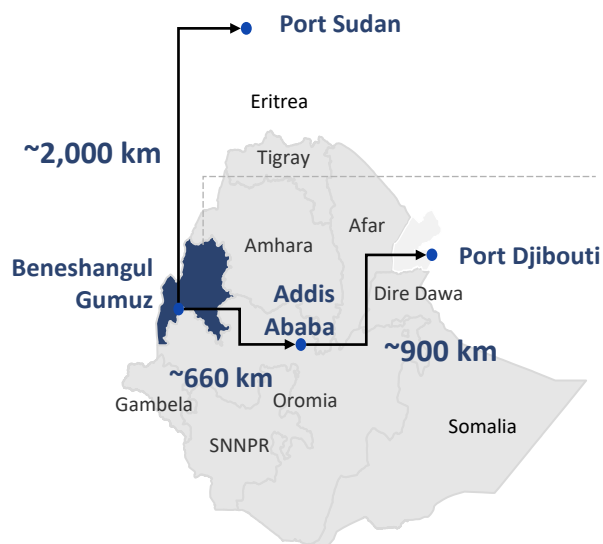 Port Sudan
Eritrea
~2,000 km
Tigray
Afar
Amhara
Beneshangul
Gumuz
Port Djibouti
Addis
Ababa
Dire Dawa
~900 km
~660 km
Gambela
Oromia
Somalia
SNNPR